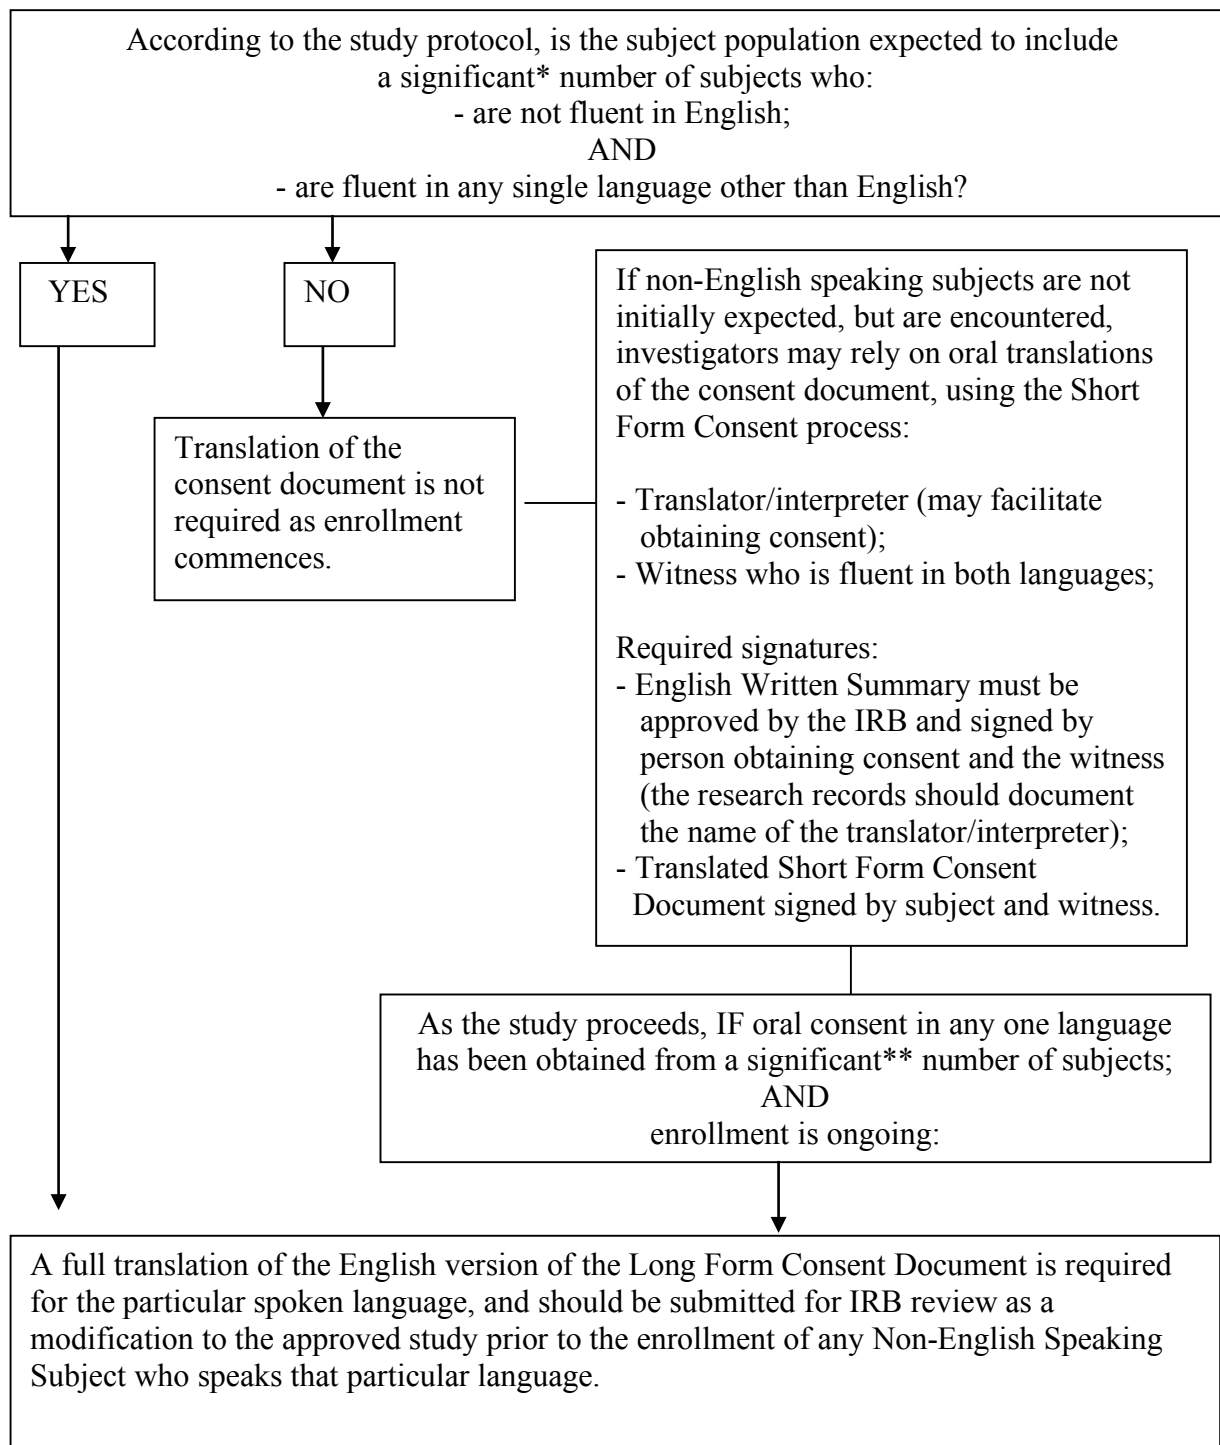 According to the study protocol, is the subject population expected to include
a significant* number of subjects who:
- are not fluent in English;
AND
- are fluent in any single language other than English?
YES
NO
Translation of the
consent document is not
required as enrollment
commences.
If non-English speaking subjects are not
initially expected, but are encountered,
investigators may rely on oral translations
of the consent document, using the Short
Form Consent process:
- Translator/interpreter (may facilitate
obtaining consent);
- Witness who is fluent in both languages;
Required signatures:
- English Written Summary must be
approved by the IRB and signed by
person obtaining consent and the witness
(the research records should document
the name of the translator/interpreter);
- Translated Short Form Consent
Document signed by subject and witness.
As the study proceeds, IF oral consent in any one language
has been obtained from a significant** number of subjects;
AND
enrollment is ongoing:
A full translation of the English version of the Long Form Consent Document is required
for the particular spoken language, and should be submitted for IRB review as a
modification to the approved study prior to the enrollment of any Non-English Speaking
Subject who speaks that particular language.